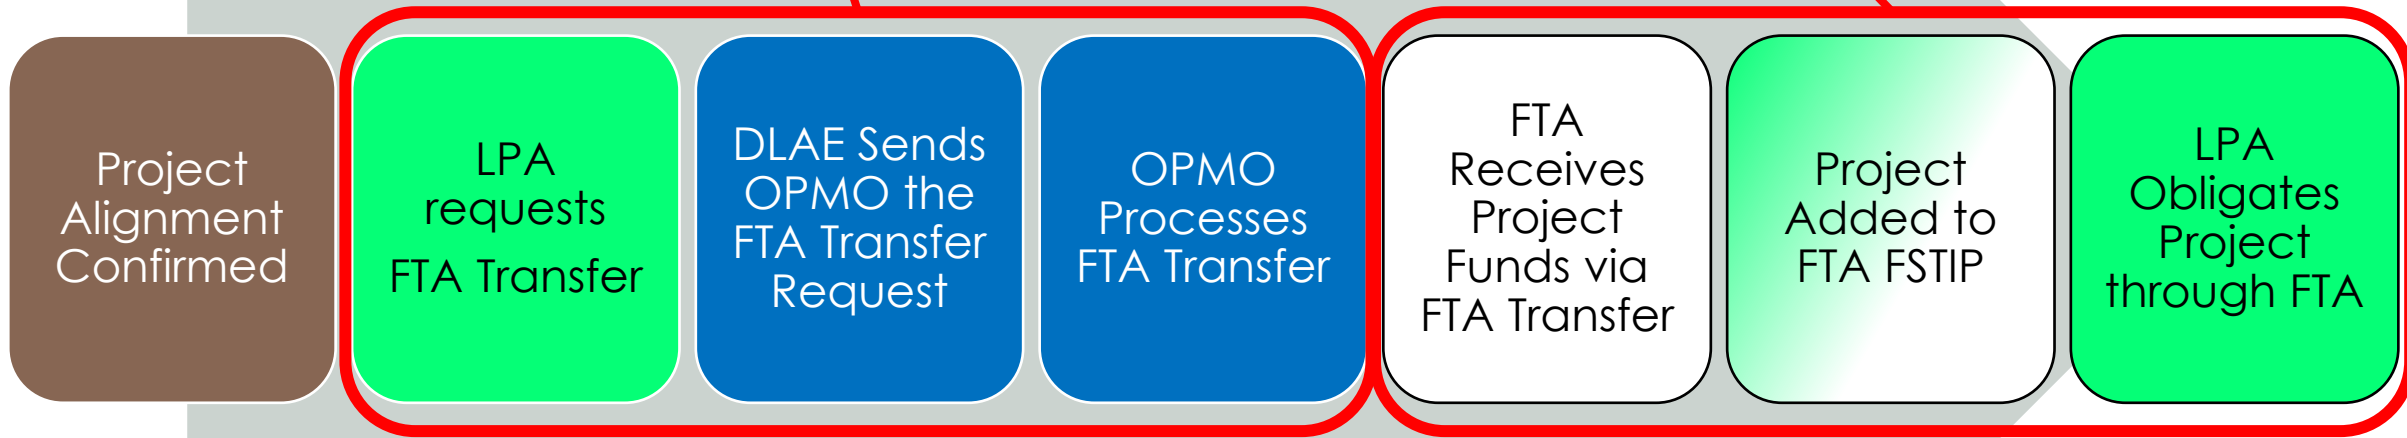 Project
Alignment
Confirmed
LPA
requests
FTA Transfer
DLAE Sends
OPMO the
FTA Transfer
Request
OPMO
Processes
FTA Transfer
FTA
Receives
Project
Funds via
FTA Transfer
Project
Added to
FTA FSTIP
LPA
Obligates
Project
through FTA